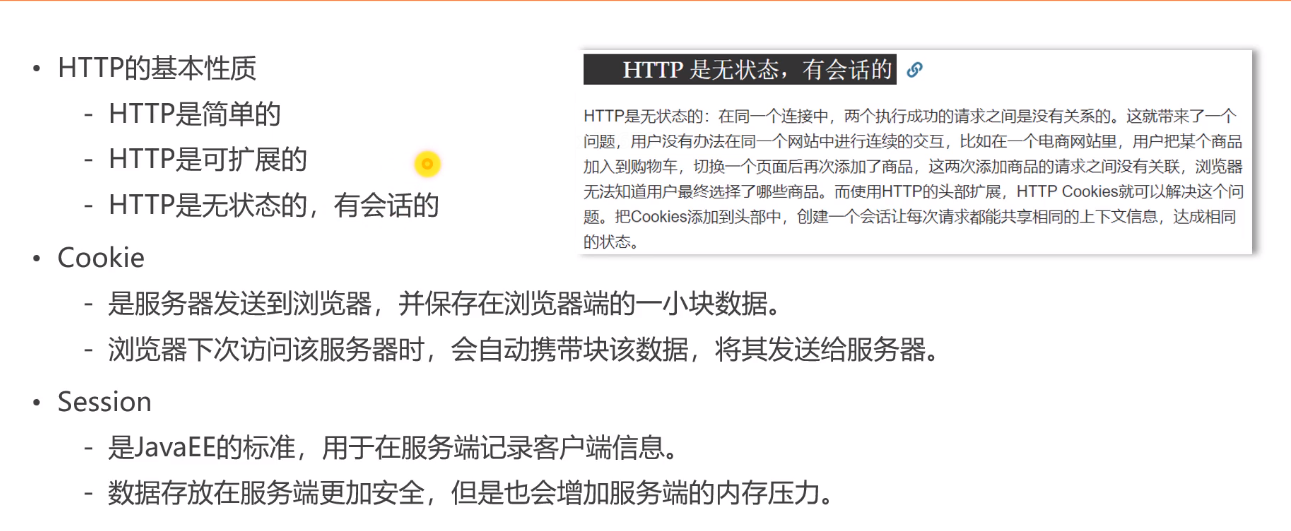 • HTTP的基本性质
- HTTP是简单的
- HTTP是可扩展的
- HTTP是无状态的，有会话的
HTTP 是无状态，有会话的
HTTP是无状态的：在同一个连接中，两个执行成功的请求之间是没有关系的。这就带来了一个
问题，用户没有办法在同一个网站中进行连续的交互，比如在一个电商网站里，用户把某个商品
加入到购物车，切换一个页面后再次添加了商品，这两次添加商品的请求之间没有关联，浏览器
无法知道用户最终选择了哪些商品。而使用HTTP的头部扩展，HTTP Cookies就可以解决这个问
题。把Cookies添加到头部中，创建一个会话让每次请求都能共享相同的上下文信息，达成相同
的状态。
• Cookie
- 是服务器发送到浏览器，并保存在浏览器端的一小块数据。
- 浏览器下次访问该服务器时，会自动携带块该数据，将其发送给服务器。
• Session
- 是JavaEE的标准，用于在服务端记录客户端信息。
- 数据存放在服务端更加安全，但是也会增加服务端的内存压力。